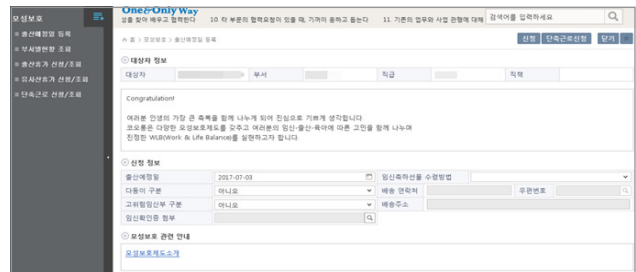 모성보호
출산예정일 등록
부서별현황 조회
출산휴가 신청/조회
유사산휴가 신청/조회
단축근로 신청/조회
One&Only Way
성을 찾아 배우고 협력한다 10. 타 부문의 협력요청이 있을 때, 기꺼이 응하고 돕는다 11. 기존의 업무와 사업 관행에 대해
검색어를 입력하세요
홈 > 모성보호 > 출산예정일 등록
신청 단축근로신청 닫기
대상자 정보
대상자 부서 직급 직책
Congratulation!
여러분 인생의 가장 큰 축복을 함께 나누게 되어 진심으로 기쁘게 생각합니다
코오롱은 다양한 모성보호제도를 갖추고 여러분의 임신-출산-육아에 따른 고민을 함께 나누며
진정한 WLB(Work & Life Balance)를 실현하고자 합니다.
신청 정보
출산예정일 2017-07-03 임신축하선물 수령방법
다둥이 구분 아니오 배송 연락처 우편번호
고위험임산부 구분 아니오 배송주소
임신확인증 첨부
모성보호 관련 안내
모성보호제도소개